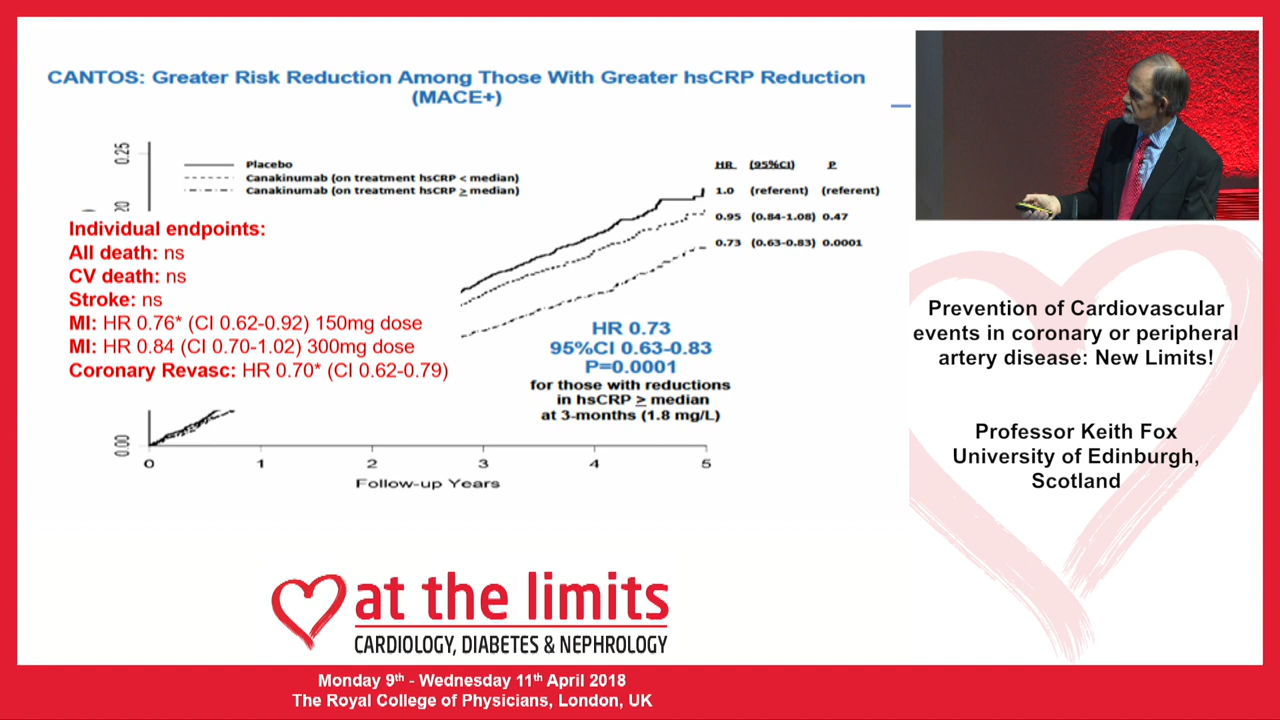 CANTOS: Greater Risk Reduction Among Those With Greater hsCRP Reduction
(MACE+)
0.25
20
0.00
Placebo
Canakinumab (on treatment hsCRP < median)
Canakinumab (on treatment hsCRP ≥ median)
HR (95%CI) P
1.0 (referent) (referent)
0.95 (0.84-1.08) 0.47
0.73 (0.63-0.83) 0.0001
Individual endpoints:
All death: ns
CV death: ns
Stroke: ns
MI: HR 0.76* (CI 0.62-0.92) 150mg dose
MI: HR 0.84 (CI 0.70-1.02) 300mg dose
Coronary Revasc: HR 0.70* (CI 0.62-0.79)
HR 0.73
95%CI 0.63-0.83
P=0.0001
for those with reductions
in hsCRP ≥ median
at 3-months (1.8 mg/L)
0 1 2 3 4 5
Follow-up Years
Prevention of Cardiovascular
events in coronary or peripheral
artery disease: New Limits!
Professor Keith Fox
University of Edinburgh,
Scotland
at the limits
CARDIOLOGY, DIABETES & NEPHROLOGY
Monday 9th - Wednesday 11th April 2018
The Royal College of Physicians, London, UK